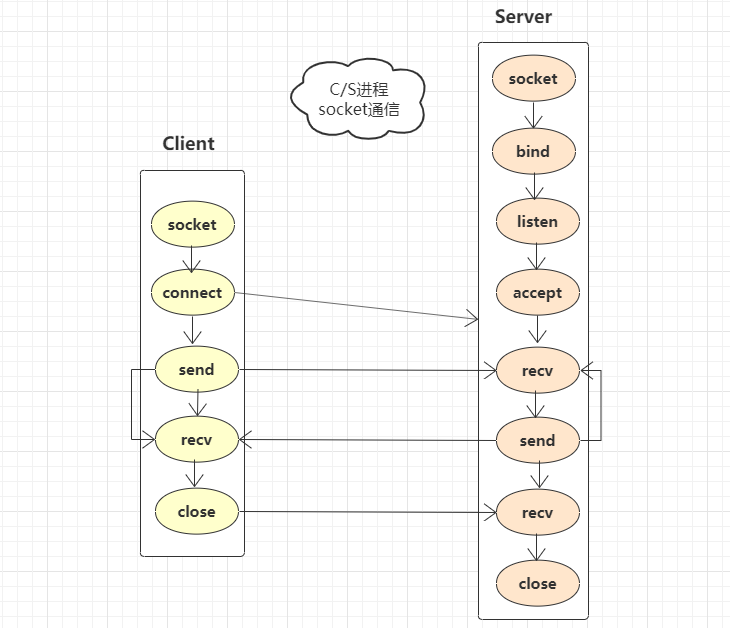 Server
C/S进程
socket通信
Client
socket
connect
send
recv
close
socket
bind
listen
accept
recv
send
recv
close